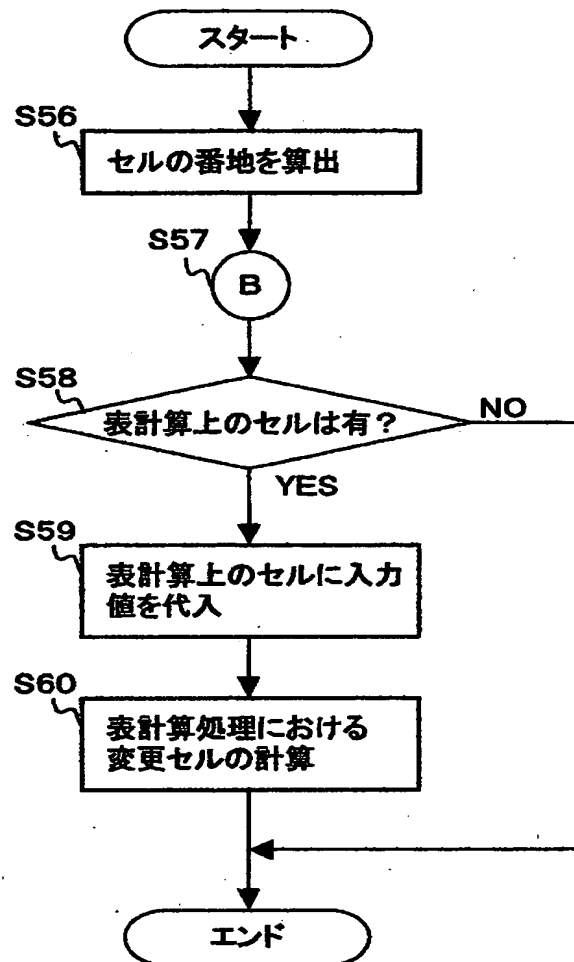 スタート
S56
セルの番地を算出
S57
B
S58
表計算上のセルは有?
NO
YES
S59
表計算上のセルに入力
値を代入
S60
表計算処理における
変更セルの計算
エンド